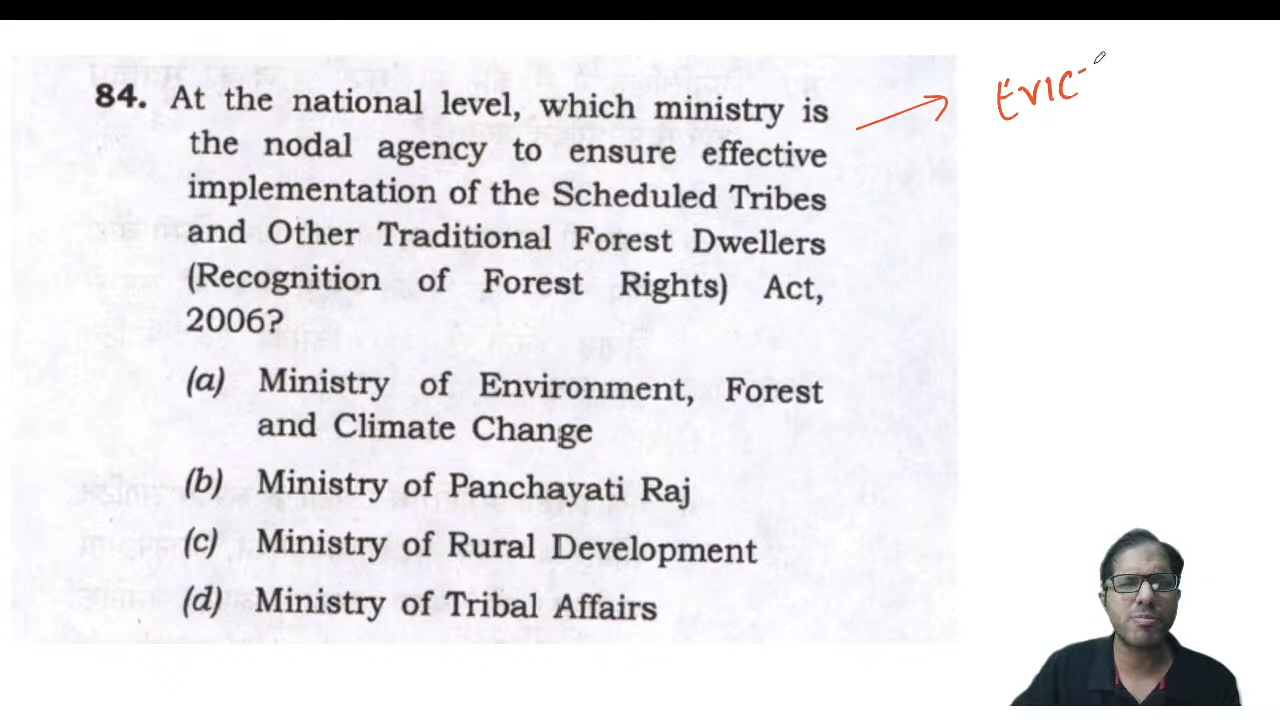 84. At the national level, which ministry is
the nodal agency to ensure effective
implementation of the Scheduled Tribes
and Other Traditional Forest Dwellers
(Recognition of Forest Rights) Act,
2006?
(a) Ministry of Environment, Forest
and Climate Change
(b) Ministry of Panchayati Raj
(c) Ministry of Rural Development
(d) Ministry of Tribal Affairs
EVIC-